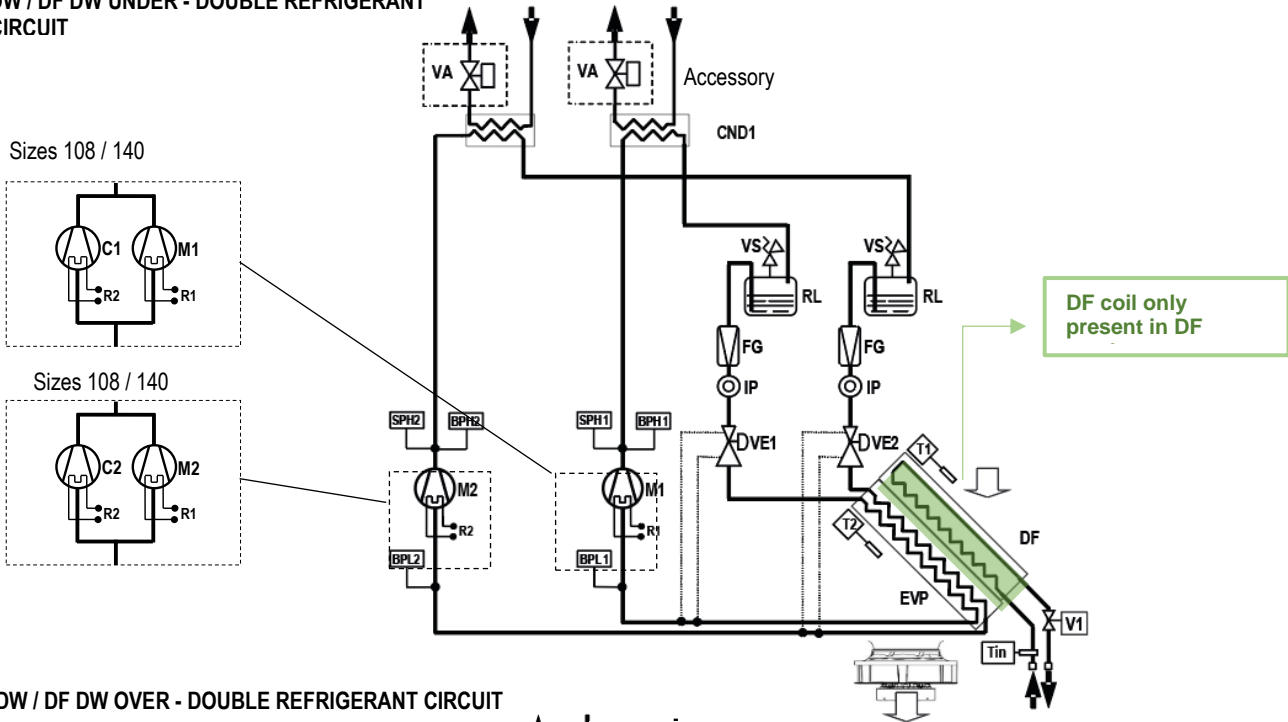 DW / DF DW UNDER - DOUBLE REFRIGERANT
CIRCUIT
VA
VA
Accessory
CND1
Sizes 108 / 140
C1
M1
R2
R1
VS
VS
RL
RL
DF coil only
present in DF
FG
FG
IP
IP
Sizes 108 / 140
C2
M2
R2
R1
SPH2
BPH2
SPH1
BPH1
VE1
VE2
T1
M2
R2
M1
R1
T2
DF
BPL2
BPL1
EVP
V1
Tin
DW / DF DW OVER - DOUBLE REFRIGERANT CIRCUIT